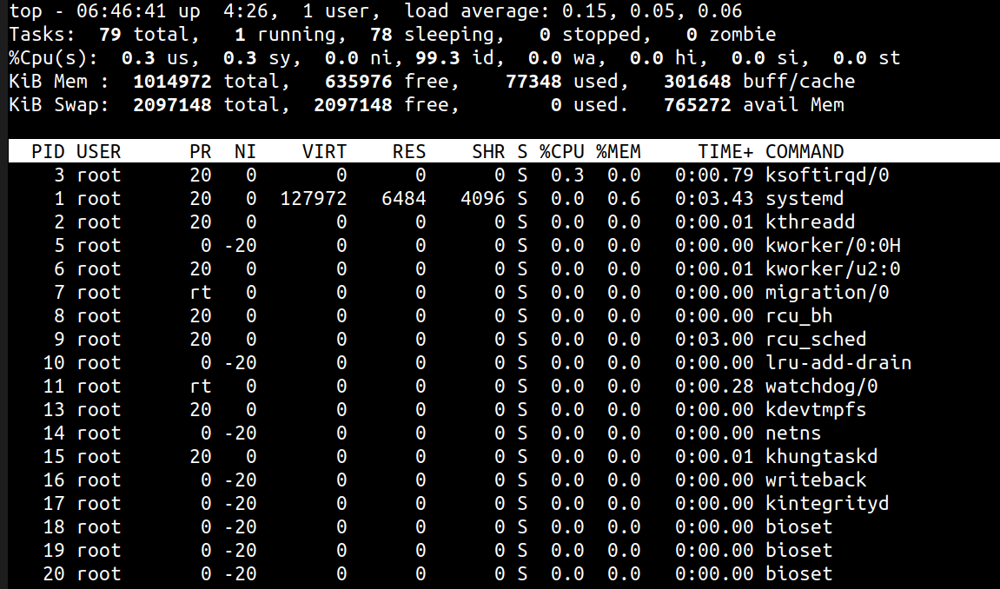 top - 06:46:41 up  4:26,  1 user,  load average: 0.15, 0.05, 0.06
Tasks:  79 total,   1 running,  78 sleeping,   0 stopped,   0 zombie
%Cpu(s):  0.3 us,  0.3 sy,  0.0 ni, 99.3 id,  0.0 wa,  0.0 hi,  0.0 si,  0.0 st
KiB Mem :  1014972 total,   635976 free,    77348 used,   301648 buff/cache
KiB Swap:  2097148 total,  2097148 free,        0 used.   765272 avail Mem
  PID USER      PR  NI    VIRT    RES    SHR S %CPU %MEM     TIME+ COMMAND
    3 root      20   0       0      0      0 S  0.3  0.0   0:00.79 ksoftirqd/0
    1 root      20   0  127972   6484   4096 S  0.0  0.6   0:03.43 systemd
    2 root      20   0       0      0      0 S  0.0  0.0   0:00.01 kthreadd
    5 root       0 -20       0      0      0 S  0.0  0.0   0:00.00 kworker/0:0H
    6 root      20   0       0      0      0 S  0.0  0.0   0:00.01 kworker/u2:0
    7 root      rt   0       0      0      0 S  0.0  0.0   0:00.00 migration/0
    8 root      20   0       0      0      0 S  0.0  0.0   0:00.00 rcu_bh
    9 root      20   0       0      0      0 S  0.0  0.0   0:03.00 rcu_sched
   10 root       0 -20       0      0      0 S  0.0  0.0   0:00.00 lru-add-drain
   11 root      rt   0       0      0      0 S  0.0  0.0   0:00.28 watchdog/0
   13 root      20   0       0      0      0 S  0.0  0.0   0:00.00 kdevtmpfs
   14 root       0 -20       0      0      0 S  0.0  0.0   0:00.00 netns
   15 root      20   0       0      0      0 S  0.0  0.0   0:00.01 khungtaskd
   16 root       0 -20       0      0      0 S  0.0  0.0   0:00.00 writeback
   17 root       0 -20       0      0      0 S  0.0  0.0   0:00.00 kintegrityd
   18 root       0 -20       0      0      0 S  0.0  0.0   0:00.00 bioset
   19 root       0 -20       0      0      0 S  0.0  0.0   0:00.00 bioset
   20 root       0 -20       0      0      0 S  0.0  0.0   0:00.00 bioset